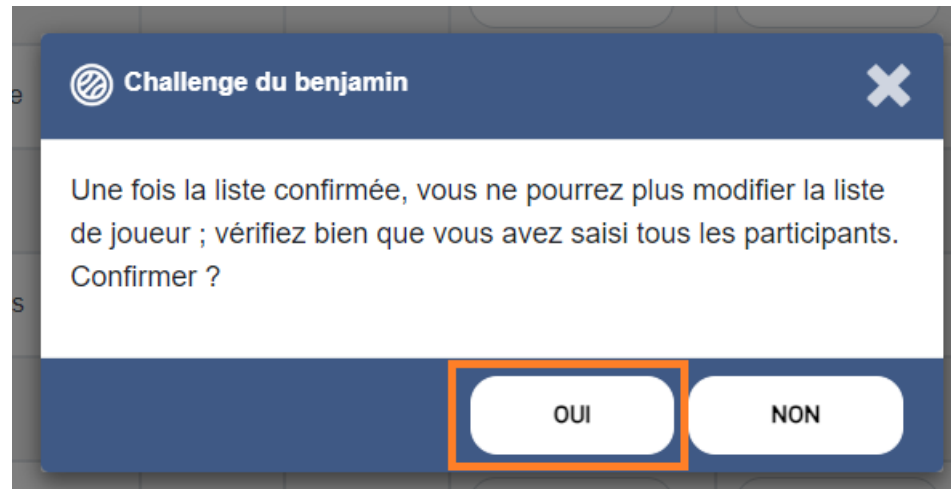 Challenge du benjamin
e
Une fois la liste confirmée, vous ne pourrez plus modifier la liste
de joueur ; vérifiez bien que vous avez saisi tous les participants.
Confirmer ?
s
OUI
NON